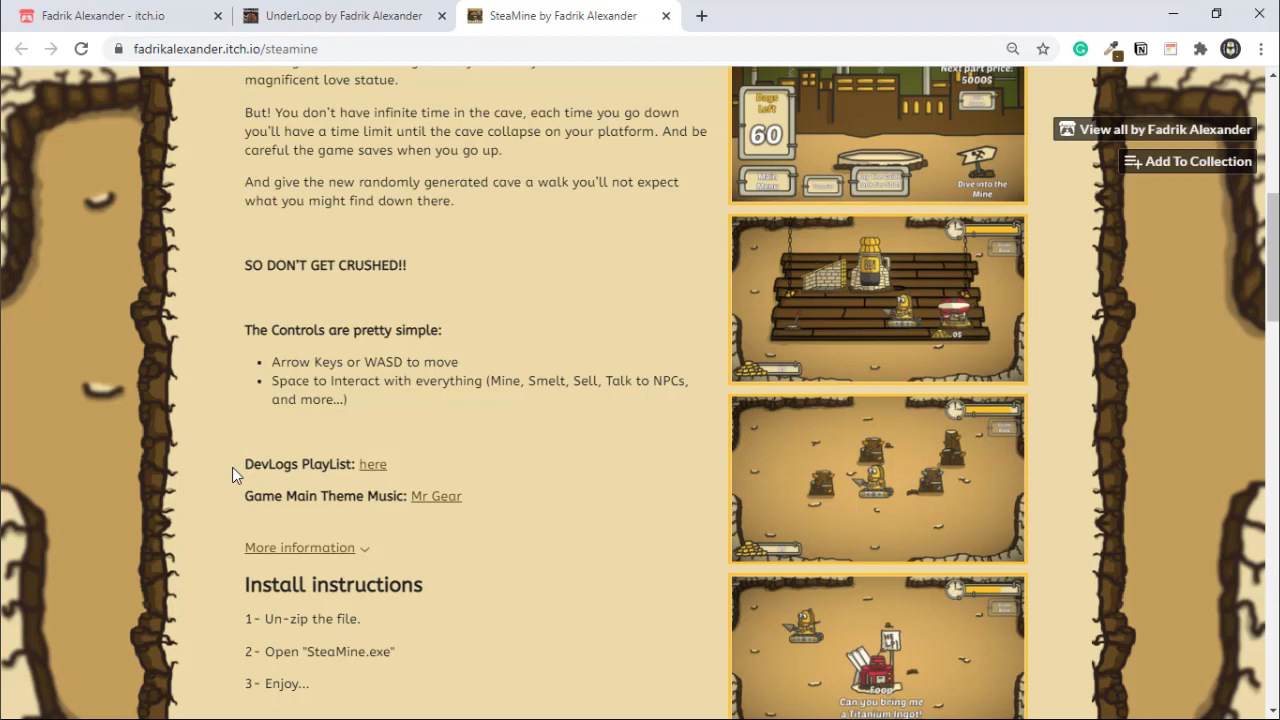 Fadrik Alexander - itch.io
UnderLoop by Fadrik Alexander
SteaMine by Fadrik Alexander
fadrikalexander.itch.io/steamine
View all by Fadrik Alexander
Add To Collection
magnificent love statue.
But! You don't have infinite time in the cave, each time you go down
you'll have a time limit until the cave collapse on your platform. And be
careful the game saves when you go up.
And give the new randomly generated cave a walk you'll not expect
what you might find down there.
SO DON'T GET CRUSHED!!
The Controls are pretty simple:
▪ Arrow Keys or WASD to move
▪ Space to Interact with everything (Mine, Smelt, Sell, Talk to NPCs,
and more...)
DevLogs PlayList: here
Game Main Theme Music: Mr Gear
More information
Install instructions
1- Un-zip the file.
2- Open "SteaMine.exe"
3- Enjoy...
Next part price:
5000$
Days
Left
60
Main
Menu
Dive into the
Mine
0$
Foop
Can you bring me
a Titanium Ingot!